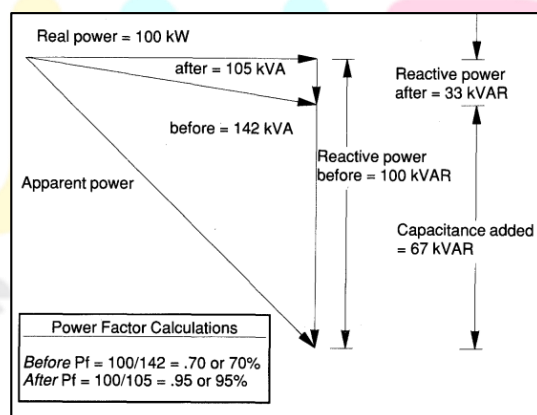 Real power = 100 kW
after = 105 kVA
before = 142 kVA
Apparent power
Reactive power
before = 100 kVAR
Reactive power
after = 33 kVAR
Capacitance added
= 67 kVAR
Power Factor Calculations
Before Pf = 100/142 = .70 or 70%
After Pf = 100/105 = .95 or 95%